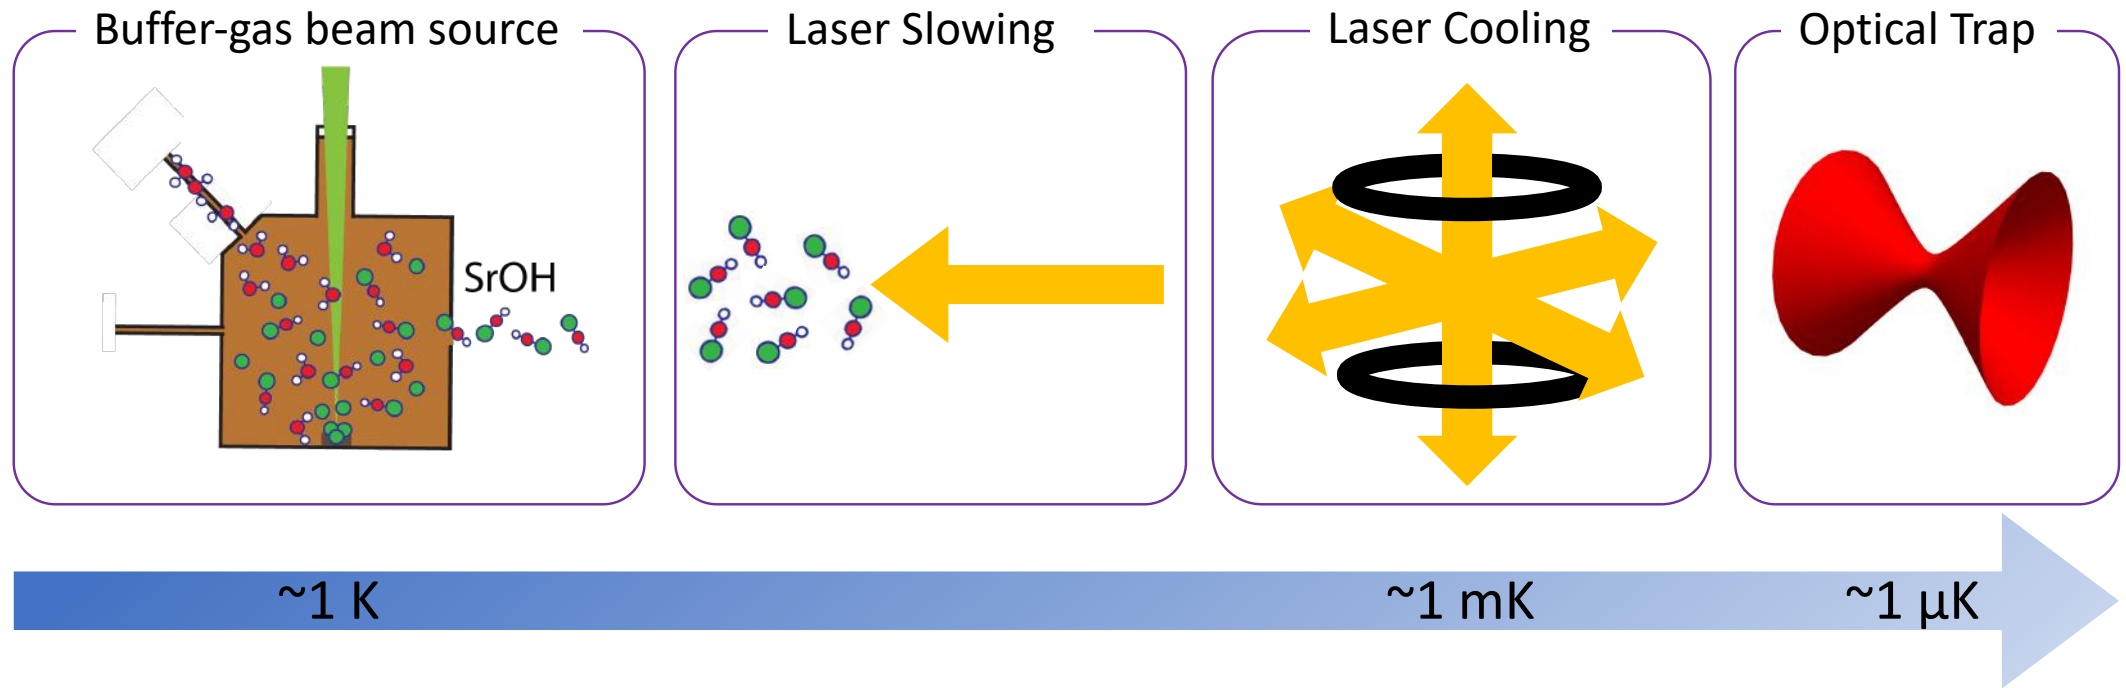 Buffer-gas beam source
Laser Slowing
Laser Cooling
Optical Trap
SrOH
~1 K
~1 mK
~1 µK